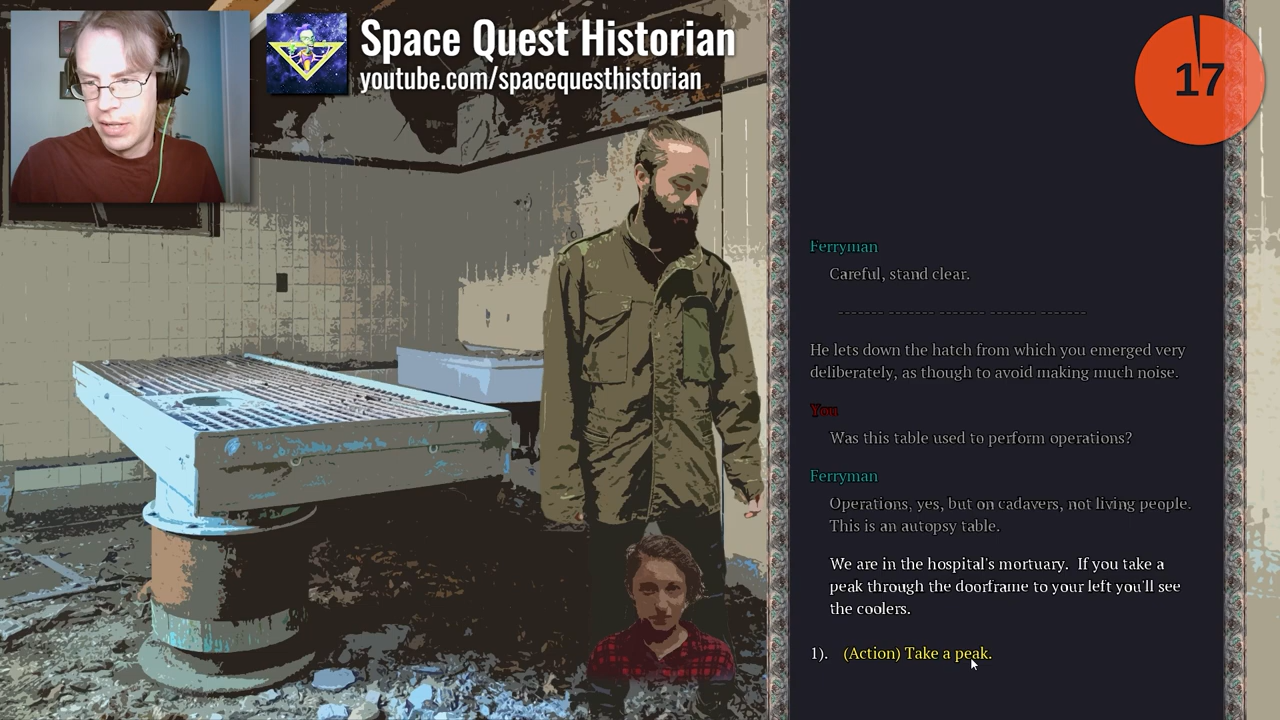 Space Quest Historian
youtube.com/spacequesthistorian
17
Ferryman
Careful, stand clear.
------- ------- ------- ------- -------
He lets down the hatch from which you emerged very
deliberately, as though to avoid making much noise.
You
Was this table used to perform operations?
Ferryman
Operations, yes, but on cadavers, not living people.
This is an autopsy table.
We are in the hospital's mortuary.  If you take a
peak through the doorframe to your left you'll see
the coolers.
1).   (Action) Take a peak.